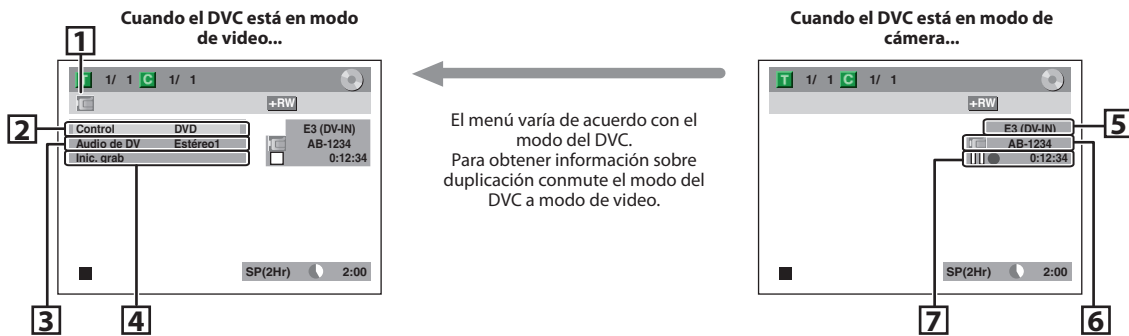 Cuando el DVC está en modo
de video...
1
T 1/ 1 C 1/ 1
+RW
2
Control DVD
Audio de DV Estéreo1
Inic. grab
E3 (DV-IN)
AB-1234
0:12:34
SP(2Hr) 2:00
3
4
El menú varía de acuerdo con el
modo del DVC.
Para obtener información sobre
duplicación conmute el modo del
DVC a modo de video.
Cuando el DVC está en modo de
cámera...
T 1/ 1 C 1/ 1
+RW
E3 (DV-IN)
5
AB-1234
0:12:34
SP(2Hr) 2:00
7
6